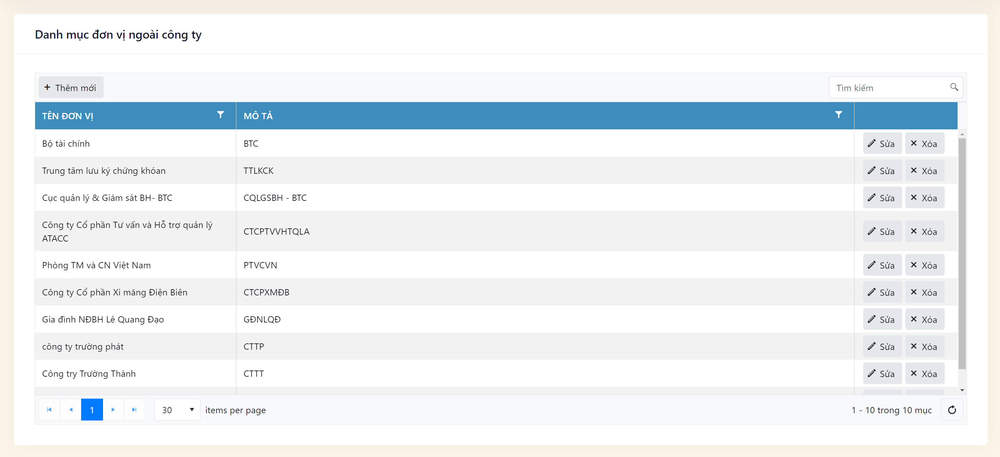 Danh mục đơn vị ngoài công ty
Thêm mới
Tìm kiếm
TÊN ĐƠN VỊ MÔ TẢ
Bộ tài chính BTC Sửa Xóa
Trung tâm lưu ký chứng khóan TTLKCK Sửa Xóa
Cục quản lý & Giám sát BH- BTC CQLGSBH - BTC Sửa Xóa
Công ty Cổ phần Tư vấn và Hỗ trợ quản lý
ATACC
CTCPTVVHTQLA Sửa Xóa
Phòng TM và CN Việt Nam PTVCVN Sửa Xóa
Công ty Cổ phần Xi măng Điện Biên CTCPXMĐB Sửa Xóa
Gia đình NĐBH Lê Quang Đạo GĐNLQĐ Sửa Xóa
công ty trường phát CTTP Sửa Xóa
Công try Trường Thành CTTT Sửa Xóa
1 30 items per page 1 - 10 trong 10 mục